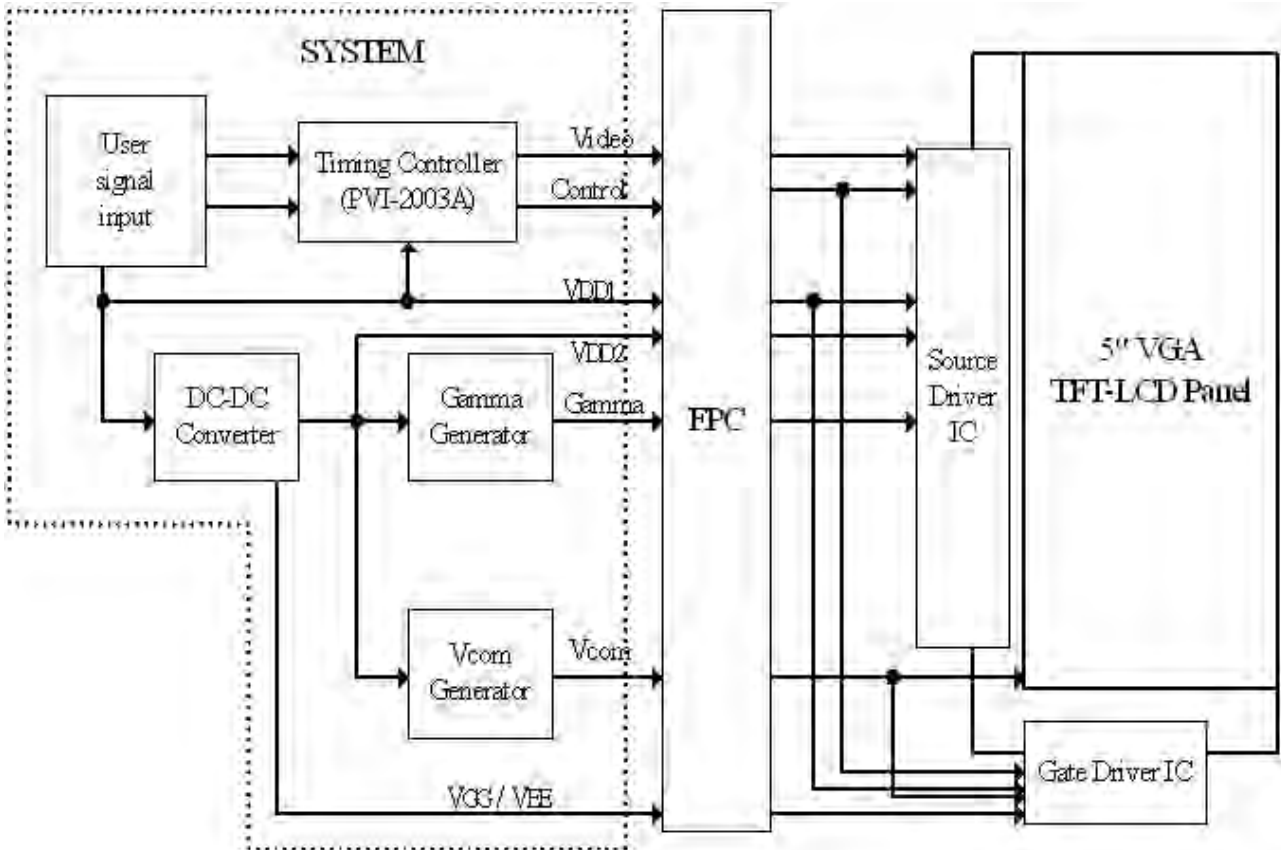 SYSTEM
User
signal
input
Timing Controller
(PVI-2003A)
Video
Control
VDD1
VDD2
DC-DC
Converter
Gamma
Generator
Gamma
FPC
Source
Driver
IC
5" VGA
TFT-LCD Panel
Vcom
Generator
Vcom
VGG / VEE
Gate Driver IC